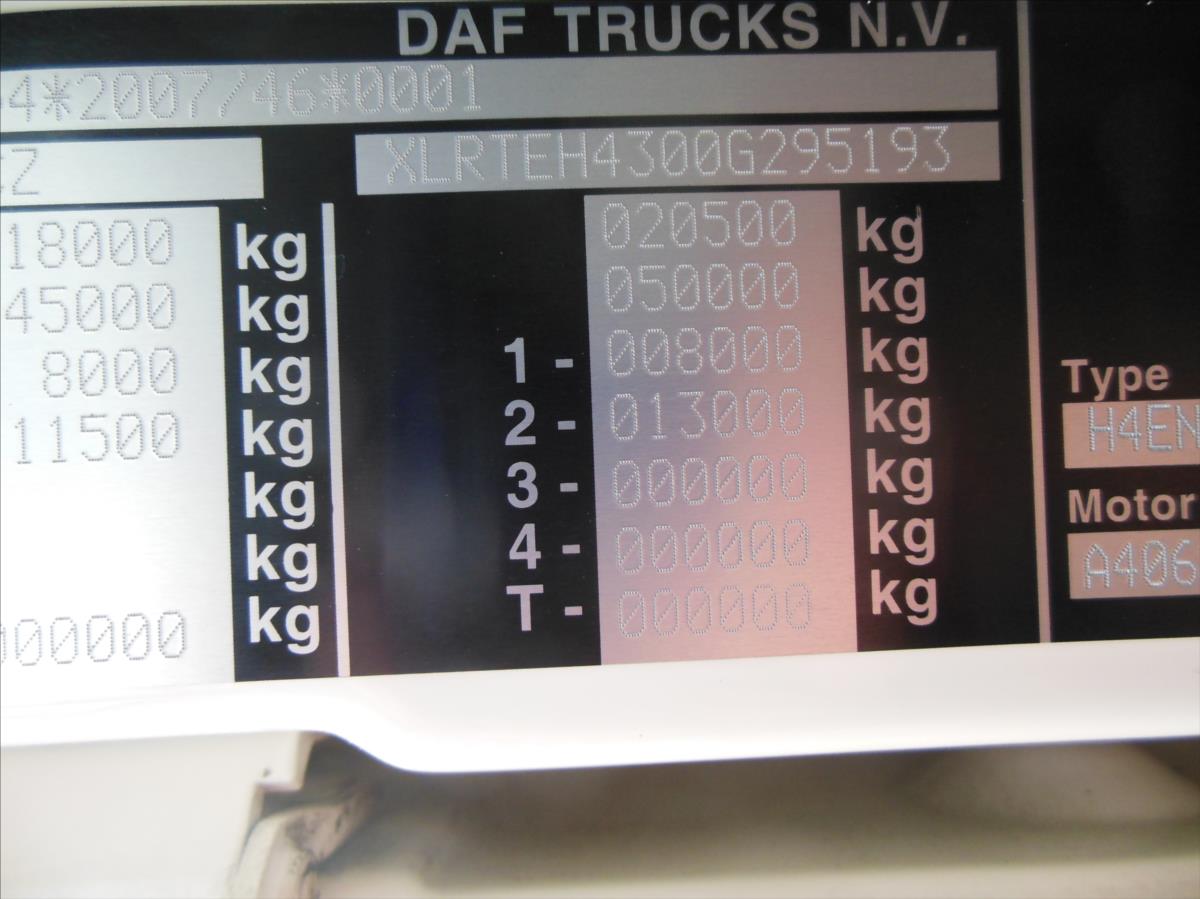 DAF TRUCKS N.V.
4*2007/46*0001
Z XLRTEH4300G295193
18000 kg 020500 kg
45000 kg 050000 kg
8000 kg 1 - 008000 kg
11500 kg 2 - 013000 kg
kg 3 - 000000 kg
kg 4 - 000000 kg
000000 kg T - 000000 kg
Type
H4EN
Motor
A406